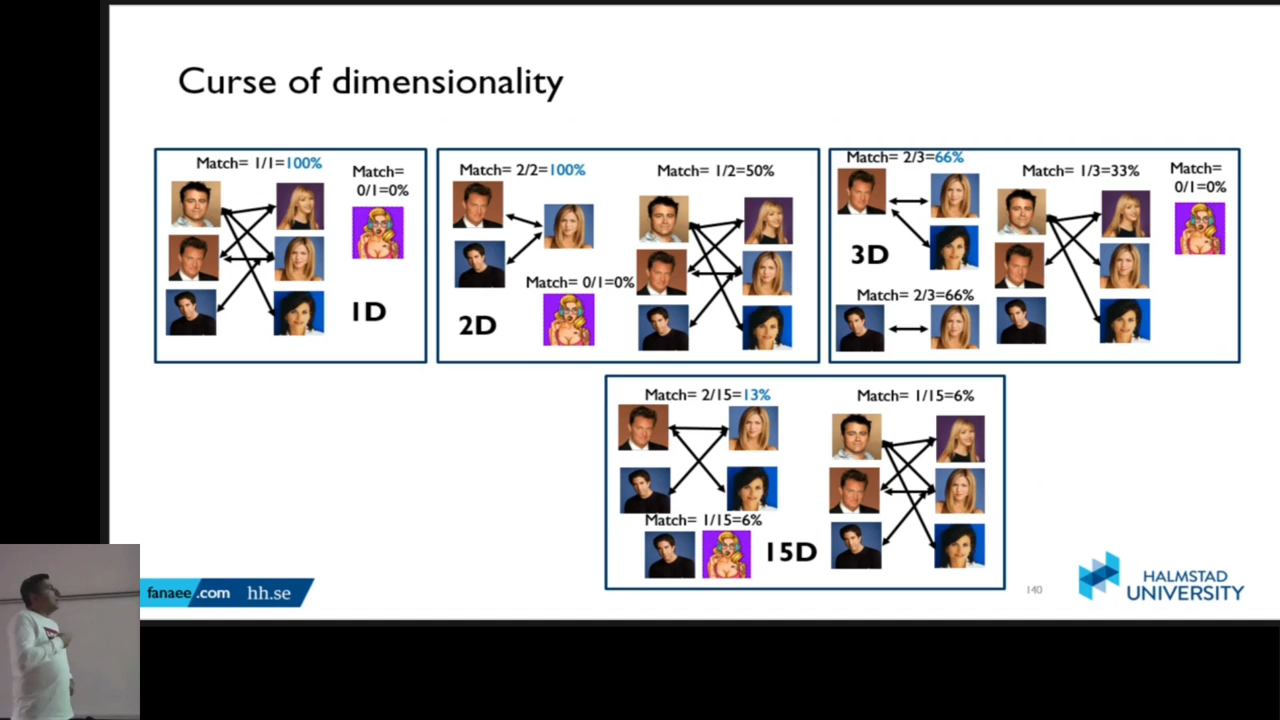 Curse of dimensionality
Match= 1/1=100%
Match=
0/1=0%
1D
Match= 2/2=100%
Match= 1/2=50%
Match= 0/1=0%
2D
Match= 2/3=66%
Match= 1/3=33%
Match=
0/1=0%
3D
Match= 2/3=66%
Match= 2/15=13%
Match= 1/15=6%
Match= 1/15=6%
15D
fanaee.com hh.se
140
HALMSTAD
UNIVERSITY